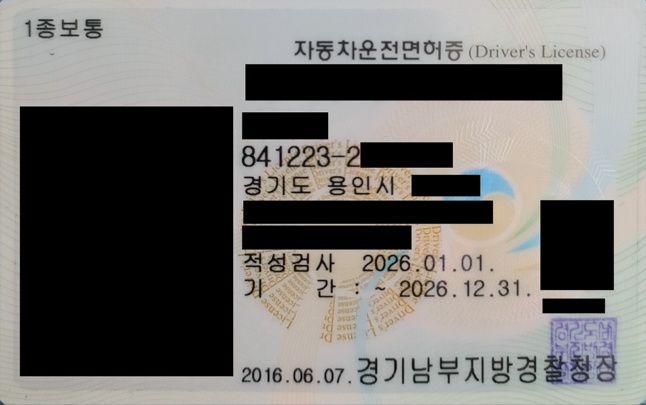 1종보통
자동차운전면허증 (Driver's License)
841223-2
경기도 용인시
적성검사 2026.01.01.
기 간 : ~ 2026.12.31.
2016.06.07. 경기남부지방경찰청장